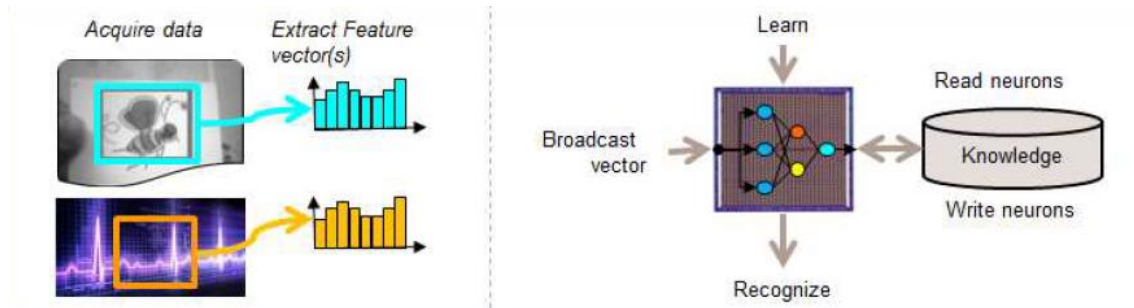 Acquire data
Extract Feature
vector(s)
Learn
Broadcast
vector
Read neurons
Knowledge
Write neurons
Recognize